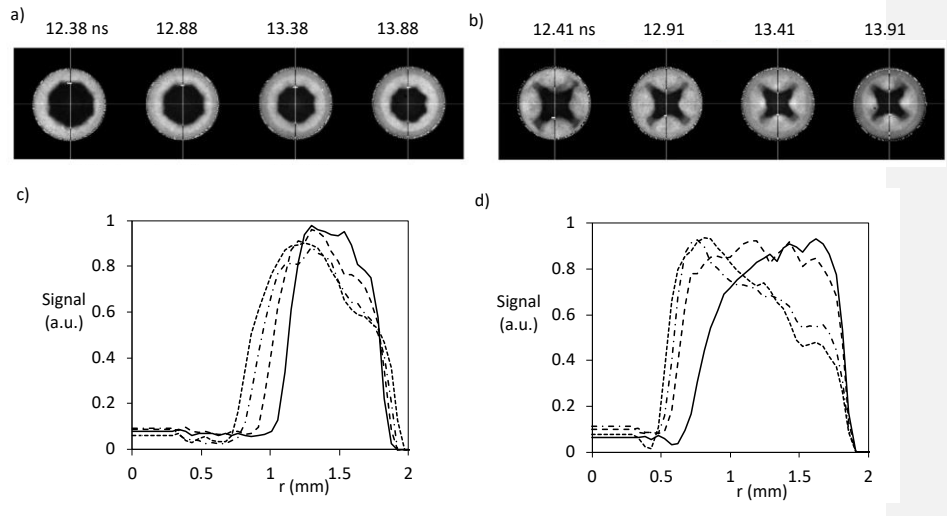 a)
12.38 ns 12.88 13.38 13.88
b)
12.41 ns 12.91 13.41 13.91
c)
1
0.8
Signal
(a.u.)
0.6
0.4
0.2
0
0 0.5 1 1.5 2
r (mm)
d)
1
0.8
Signal
(a.u.)
0.6
0.4
0.2
0
0 0.5 1 1.5 2
r (mm)